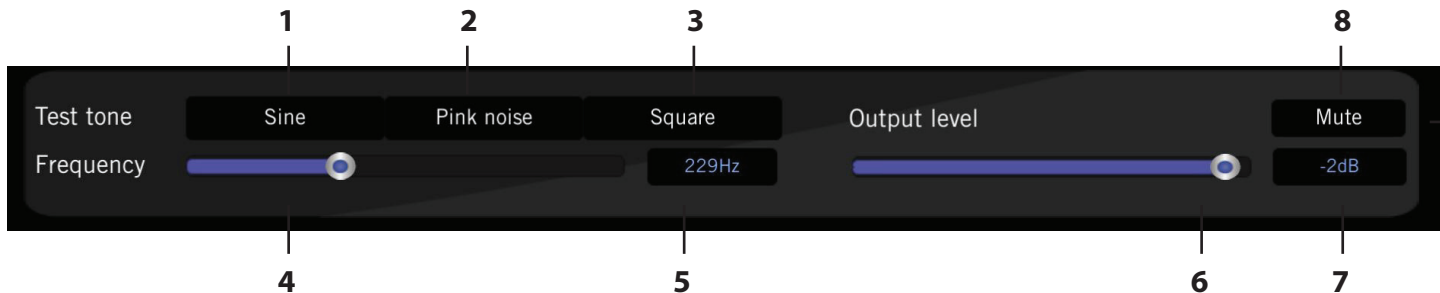 1 2 3 8
Test tone Sine Pink noise Square Output level Mute
Frequency 229Hz -2dB
4 5 6 7